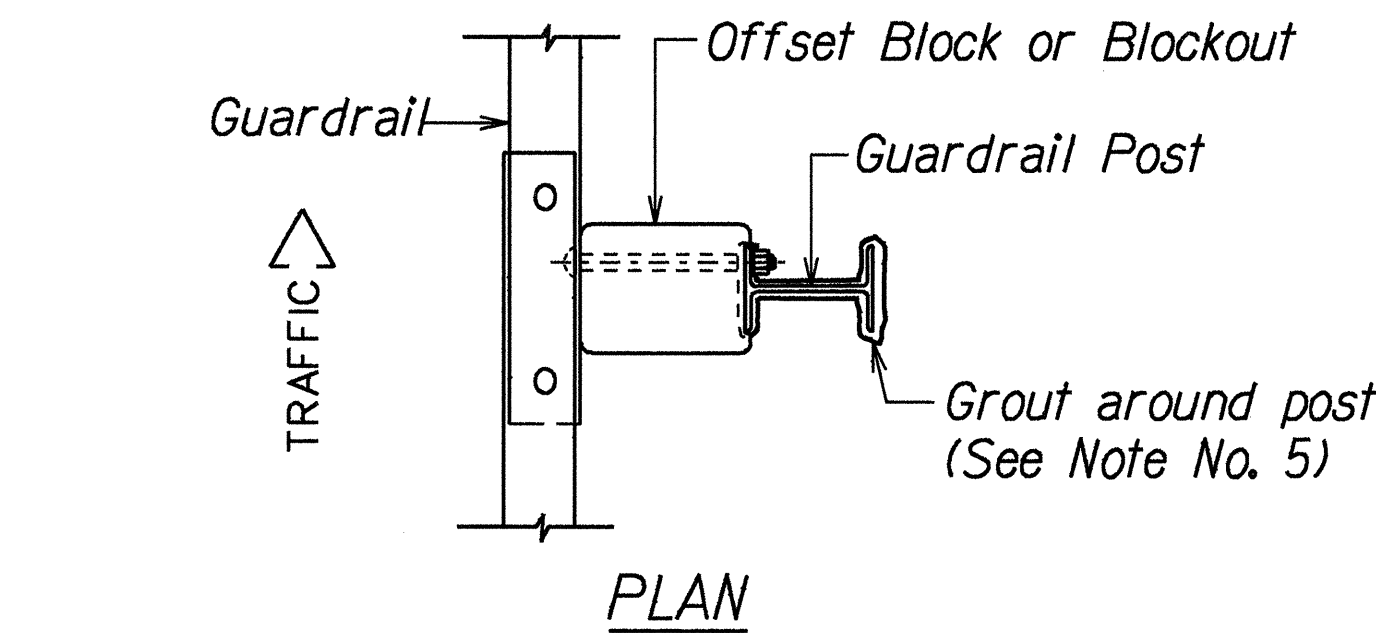 Offset Block or Blockout
Guardrail
Guardrail Post
TRAFFIC
Grout around post
(See Note No. 5)
PLAN